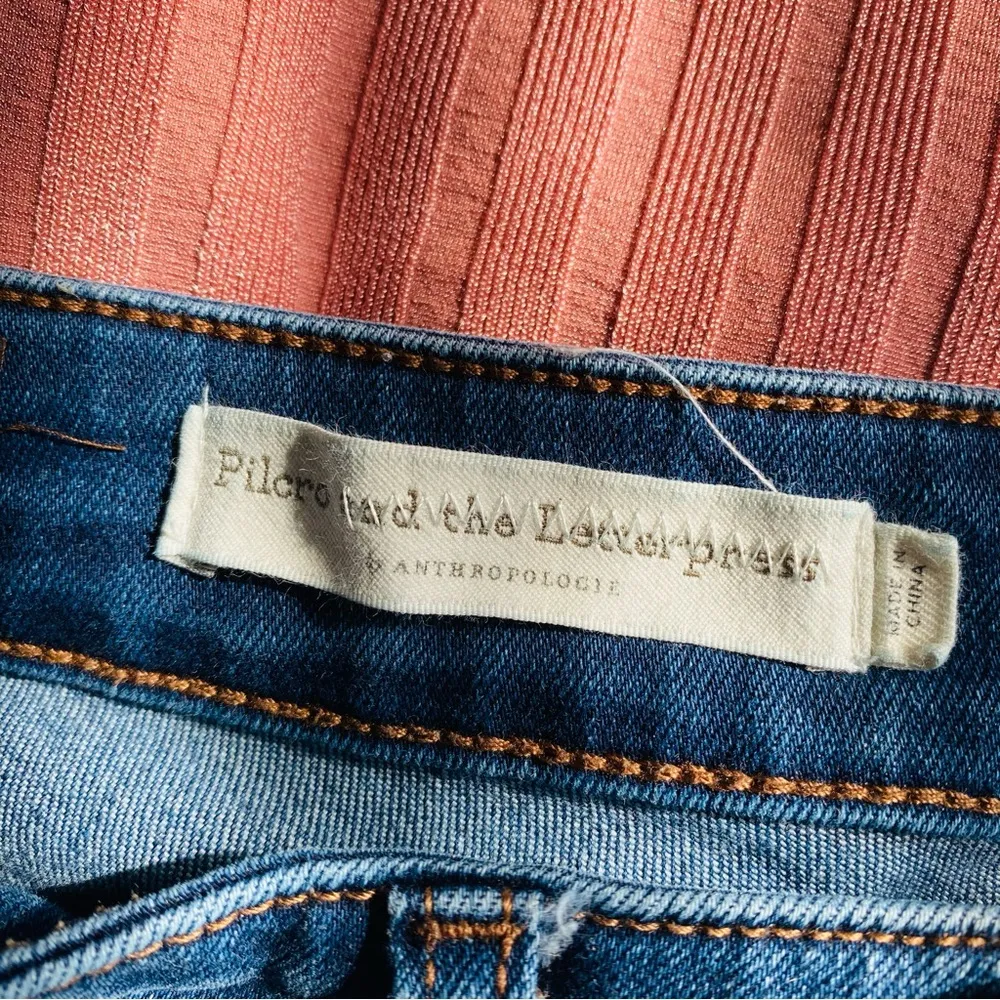 Pilcro and the Letterpress
ANTHROPOLOGIE
MADE IN
CHINA